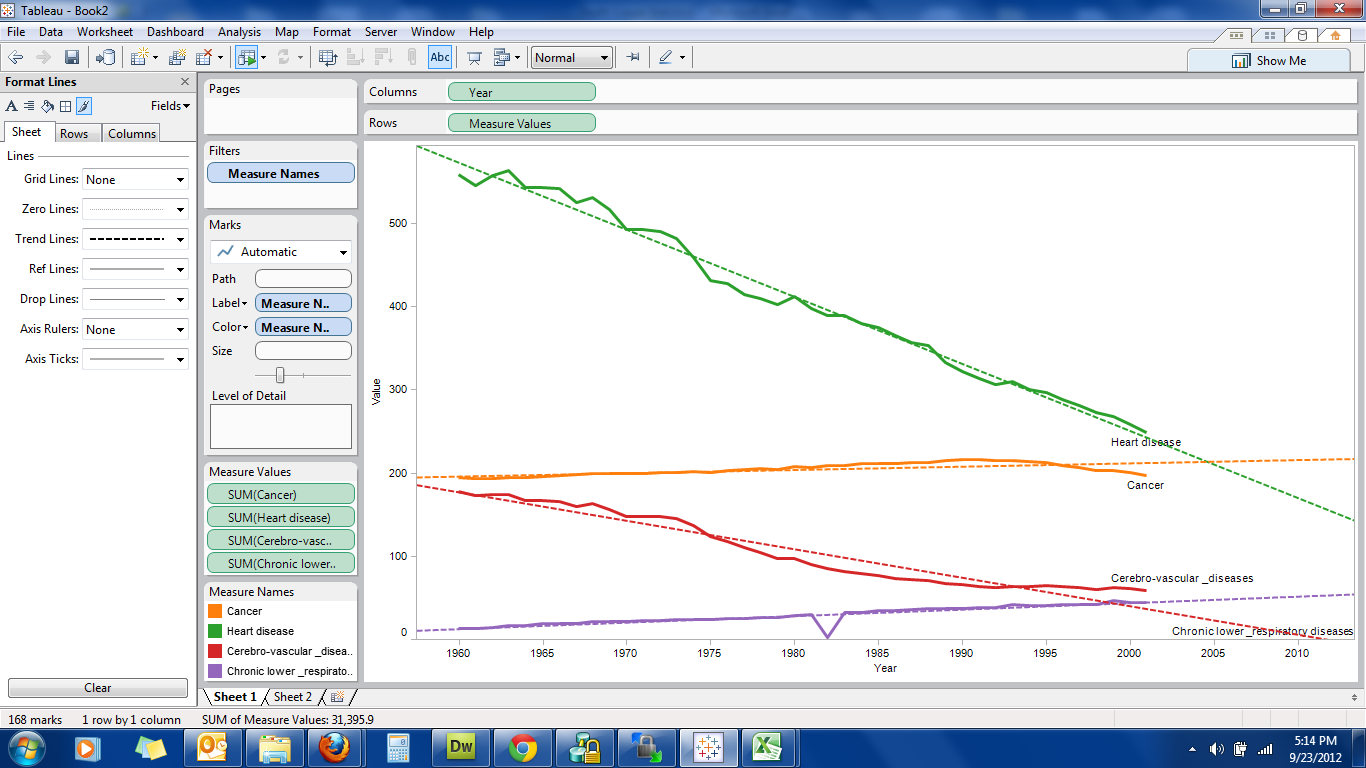 Tableau - Book2
File Data Worksheet Dashboard Analysis Map Format Server Window Help
Abc Normal Show Me
Format Lines
A Fields
Sheet Rows Columns
Lines
Grid Lines: None
Zero Lines:
Trend Lines:
Ref Lines:
Drop Lines:
Axis Rulers: None
Axis Ticks:
Clear
Pages
Filters
Measure Names
Marks
Automatic
Path
Label Measure N..
Color Measure N..
Size
Level of Detail
Measure Values
SUM(Cancer)
SUM(Heart disease)
SUM(Cerebro-vasc..
SUM(Chronic lower..
Measure Names
Cancer
Heart disease
Cerebro-vascular _disea..
Chronic lower _respirato..
Columns Year
Rows Measure Values
500
400
300
200
100
0
Value
Heart disease
Cancer
Cerebro-vascular _diseases
Chronic lower _respiratory diseases
1960 1965 1970 1975 1980 1985 1990 1995 2000 2005 2010
Year
Sheet 1 Sheet 2
168 marks 1 row by 1 column SUM of Measure Values: 31,395.9
Dw
5:14 PM
9/23/2012